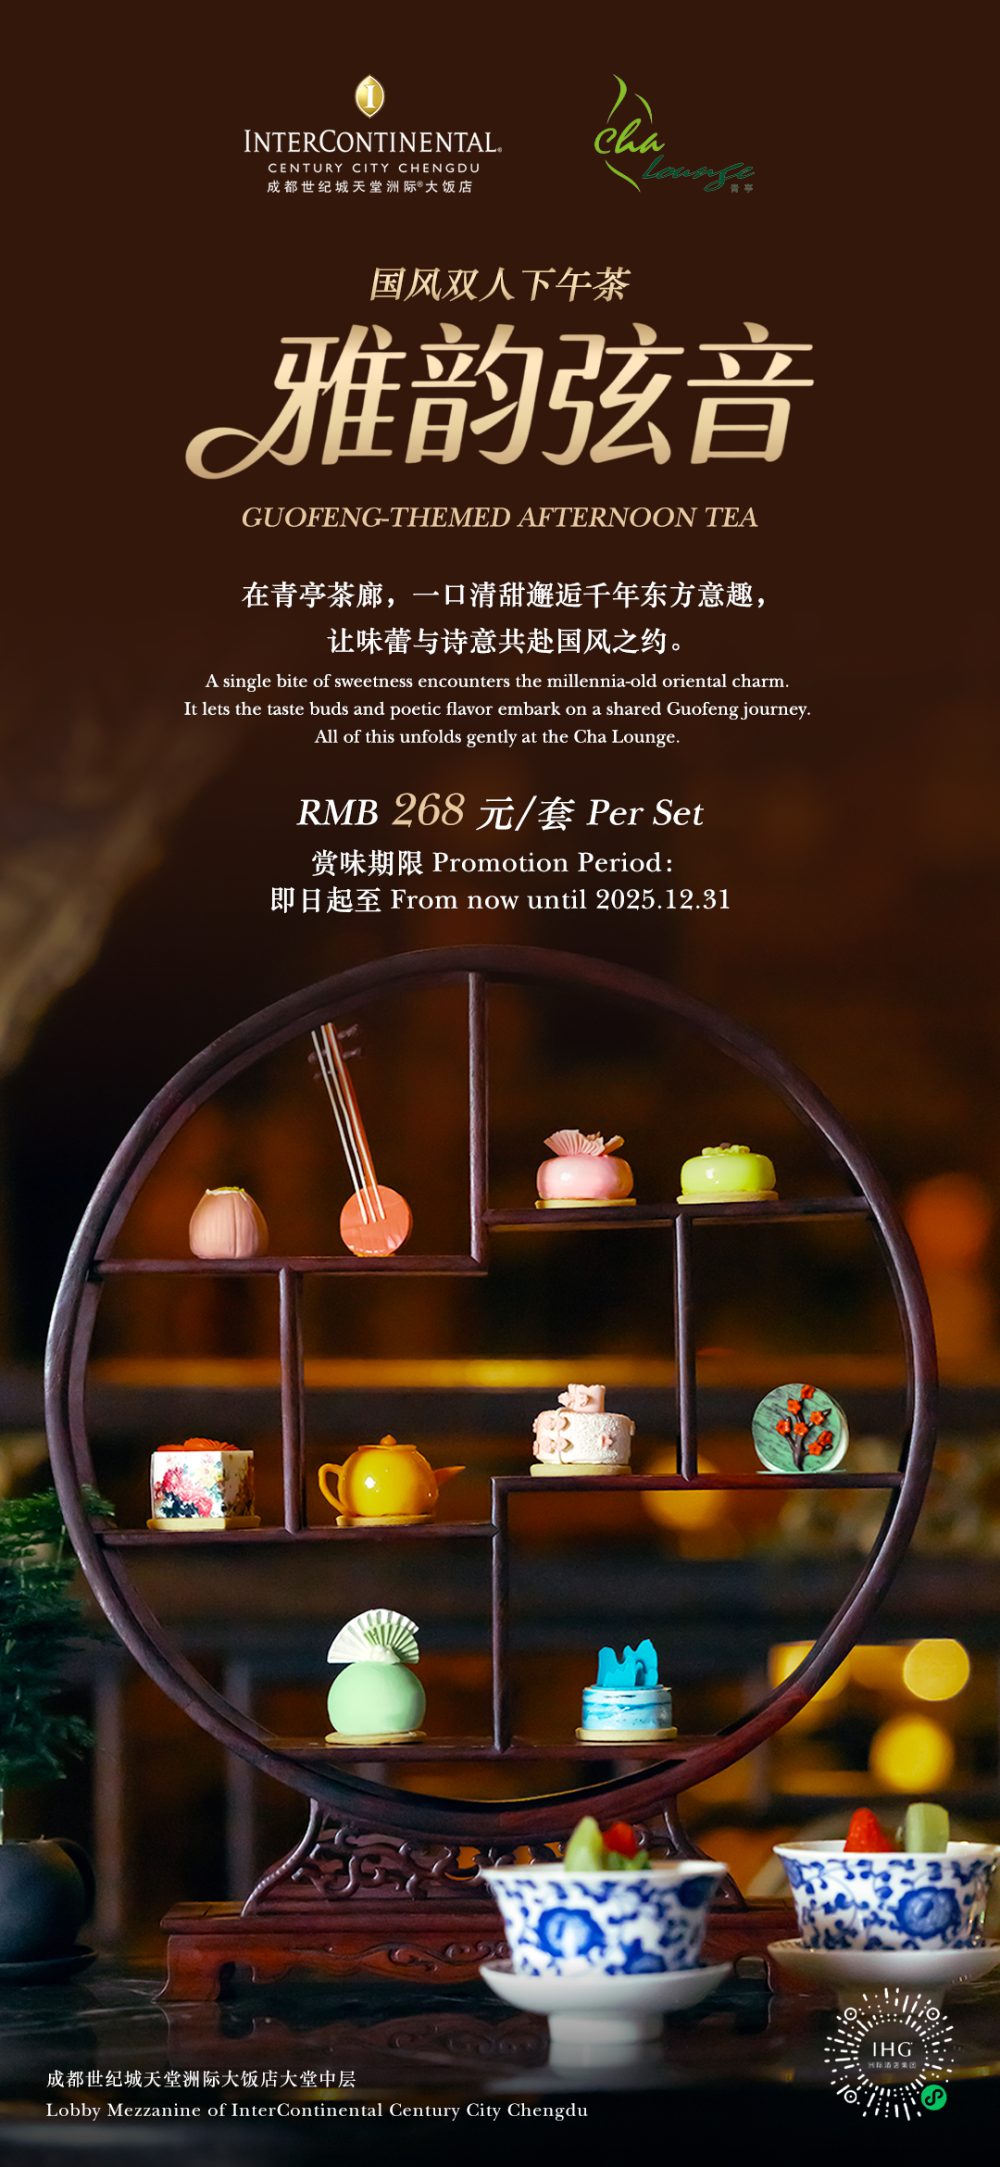 INTERCONTINENTAL®
CENTURY CITY CHENGDU
成都世纪城天堂洲际®大饭店
Cha
Lounge
青亭
国风双人下午茶
雅韵弦音
GUOFENG-THEMED AFTERNOON TEA
在青亭茶廊，一口清甜邂逅千年东方意趣，
让味蕾与诗意共赴国风之约。
A single bite of sweetness encounters the millennia-old oriental charm.
It lets the taste buds and poetic flavor embark on a shared Guofeng journey.
All of this unfolds gently at the Cha Lounge.
RMB 268 元/套 Per Set
赏味期限 Promotion Period：
即日起至 From now until 2025.12.31
成都世纪城天堂洲际大饭店大堂中层
Lobby Mezzanine of InterContinental Century City Chengdu
IHG
洲际酒店集团